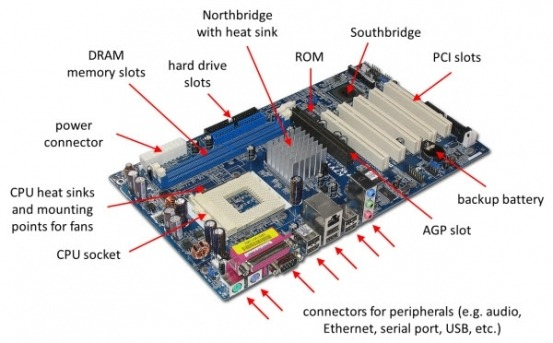 Northbridge
with heat sink
Southbridge
DRAM
memory slots
hard drive
slots
ROM
PCI slots
power
connector
CPU heat sinks
and mounting
points for fans
backup battery
AGP slot
CPU socket
connectors for peripherals (e.g. audio,
Ethernet, serial port, USB, etc.)